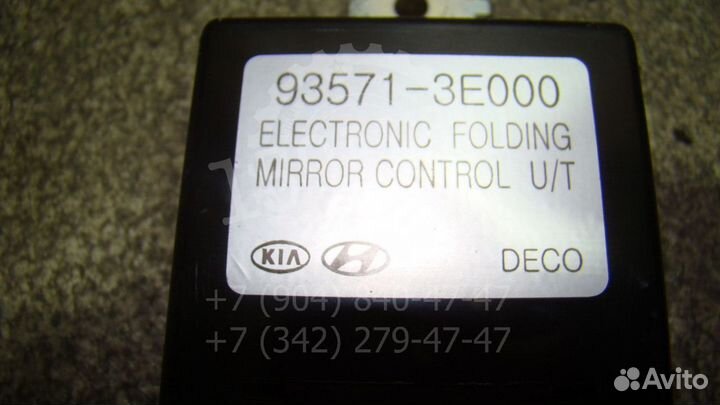 93571-3E000
ELECTRONIC FOLDING
MIRROR CONTROL U/T
KIA DECO
+7 (904) 840-47-47
+7 (342) 279-47-47
Avito